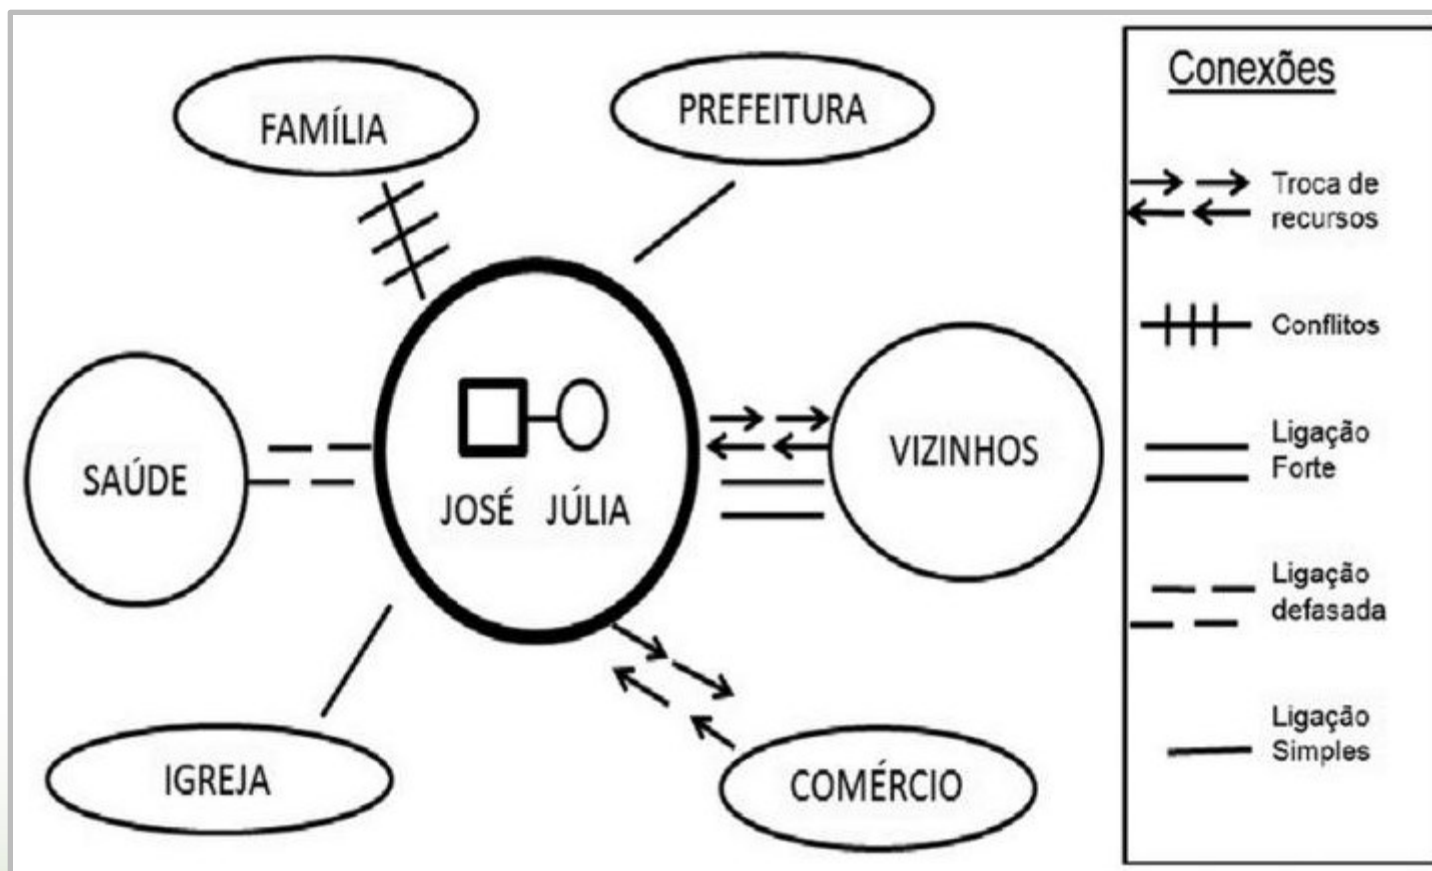 FAMÍLIA
PREFEITURA
SAÚDE
JOSÉ JÚLIA
VIZINHOS
IGREJA
COMÉRCIO
Conexões
Troca de
recursos
Conflitos
Ligação
Forte
Ligação
defasada
Ligação
Simples